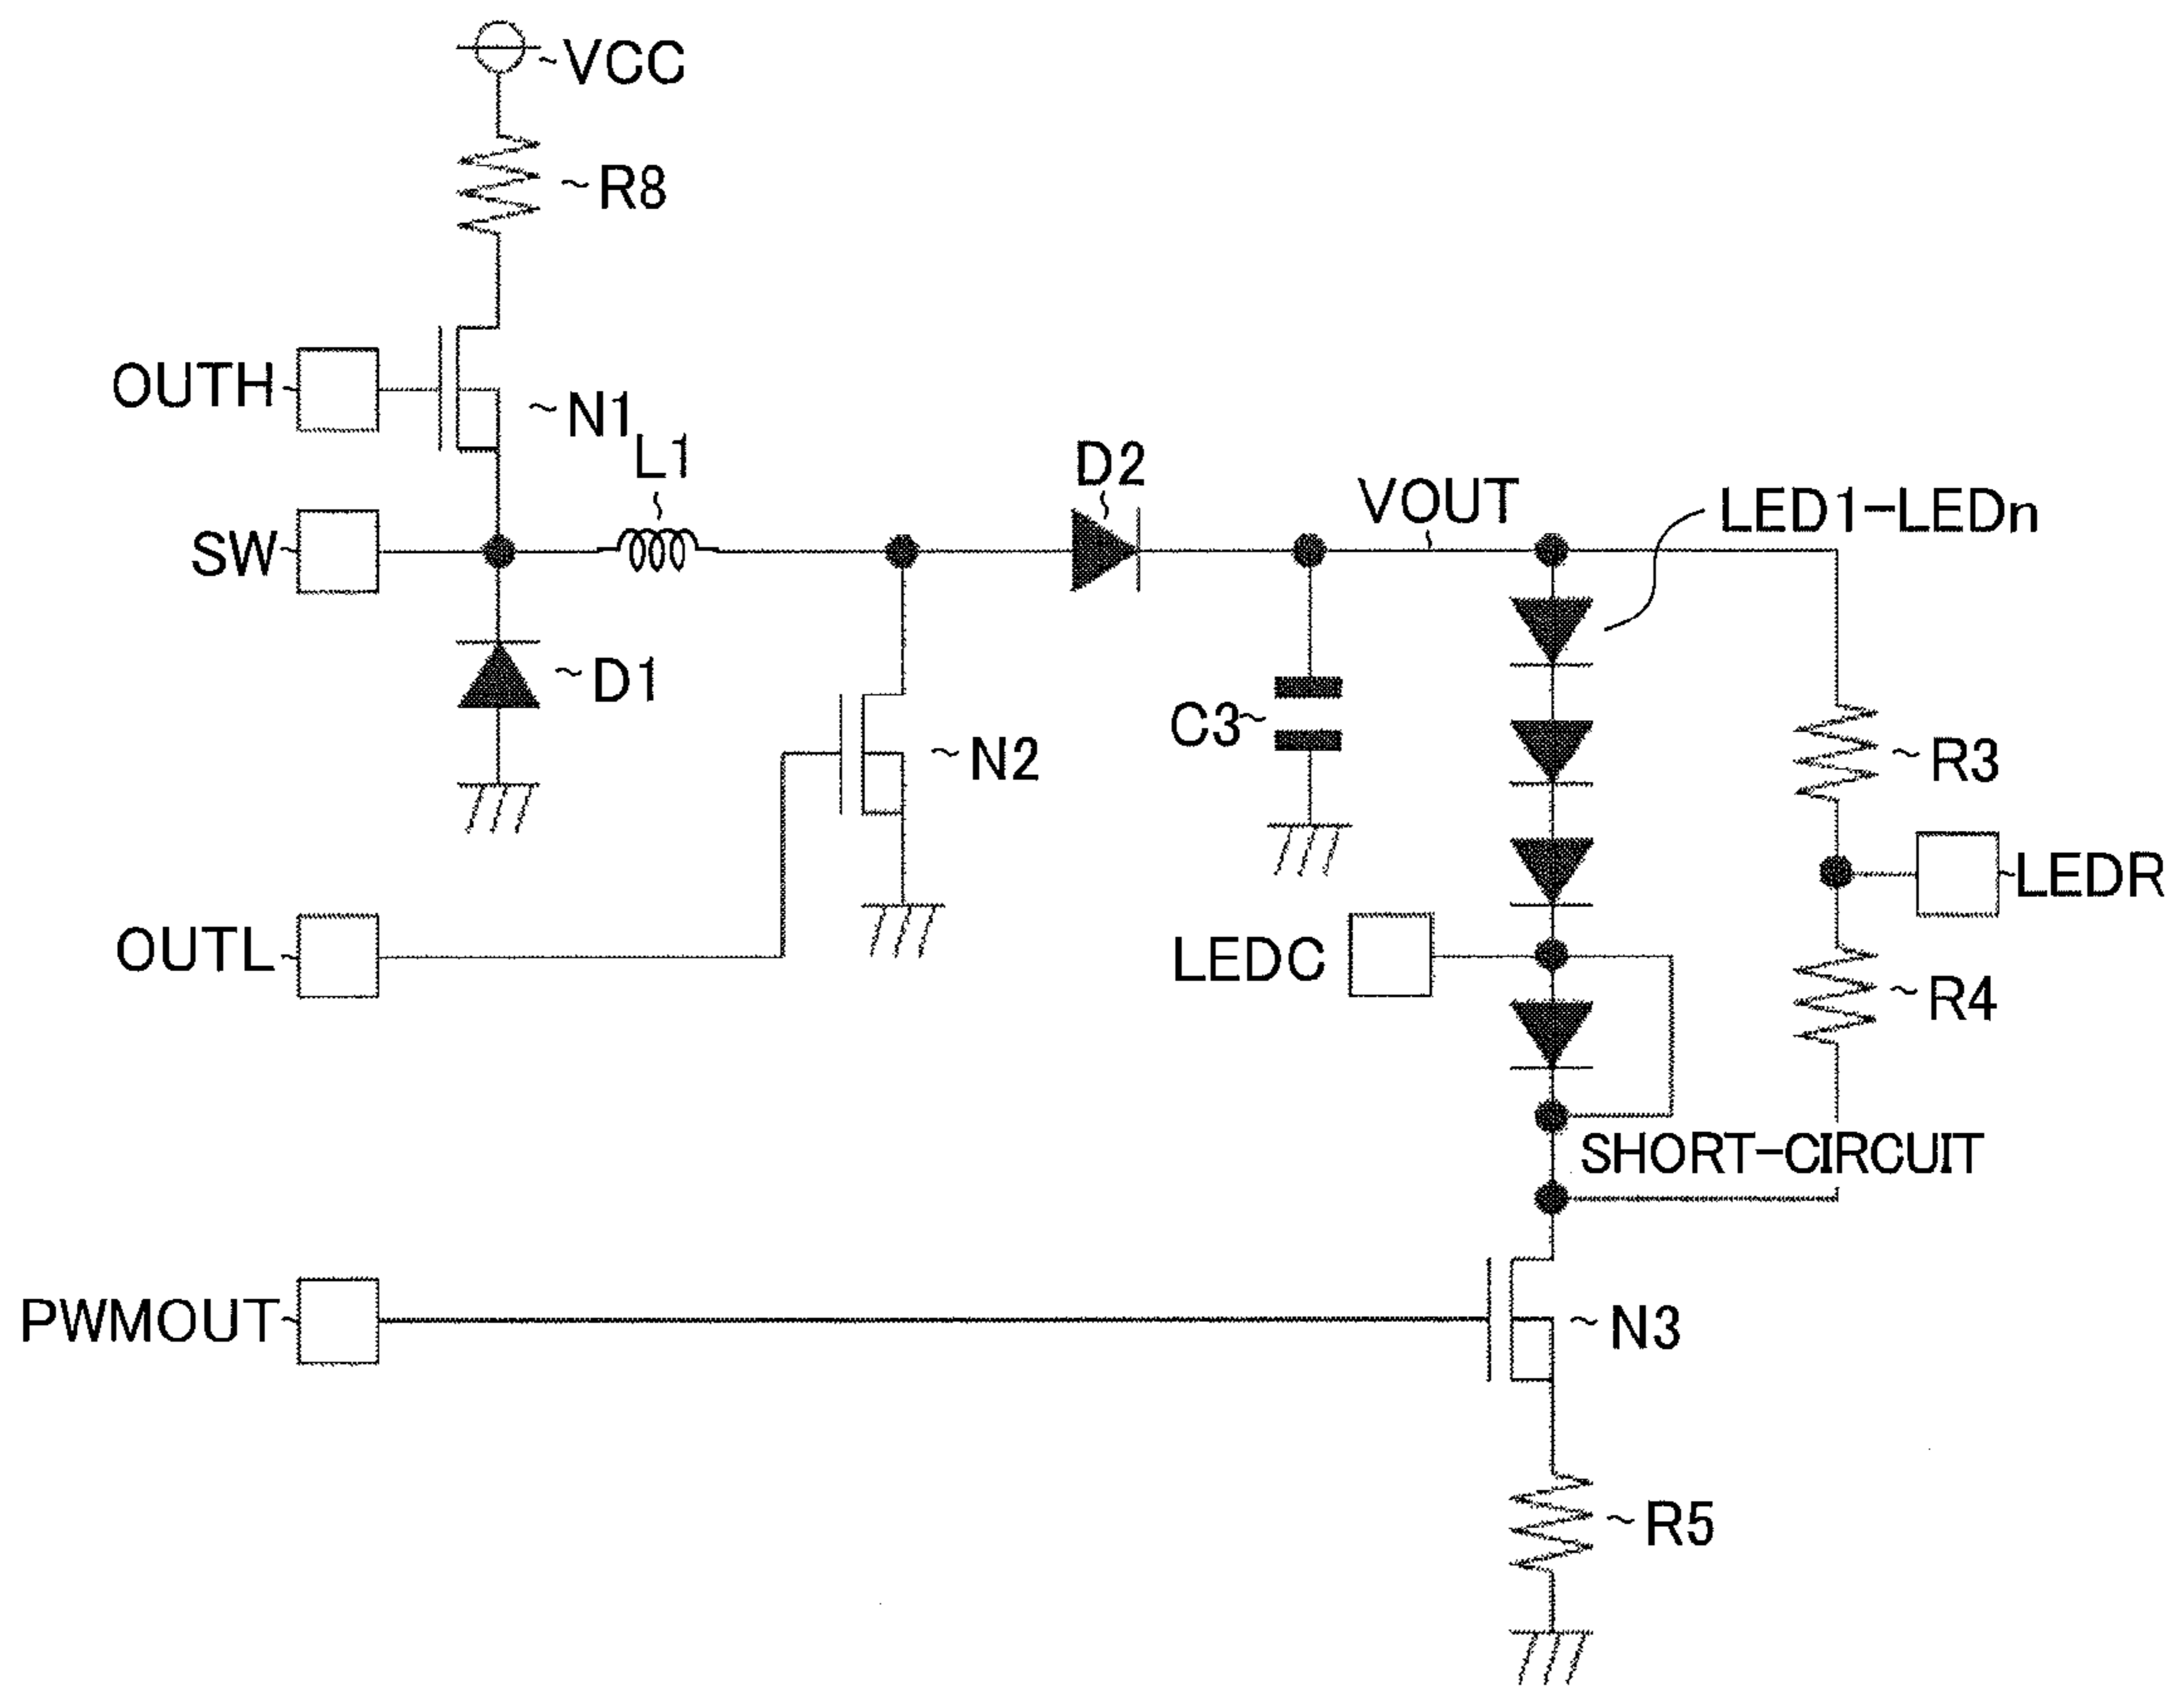 VCC
R8
OUTH
N1
L1
D2
VOUT
LED1-LEDn
SW
D1
N2
C3
R3
LEDR
OUTL
LEDC
R4
SHORT-CIRCUIT
PWMOUT
N3
R5